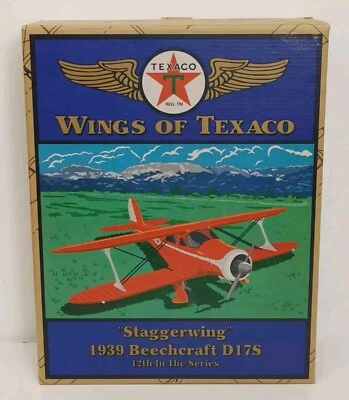 TEXACO
T
REG. TM
WINGS OF TEXACO
"Staggerwing"
1939 Beechcraft D17S
12th In The Series